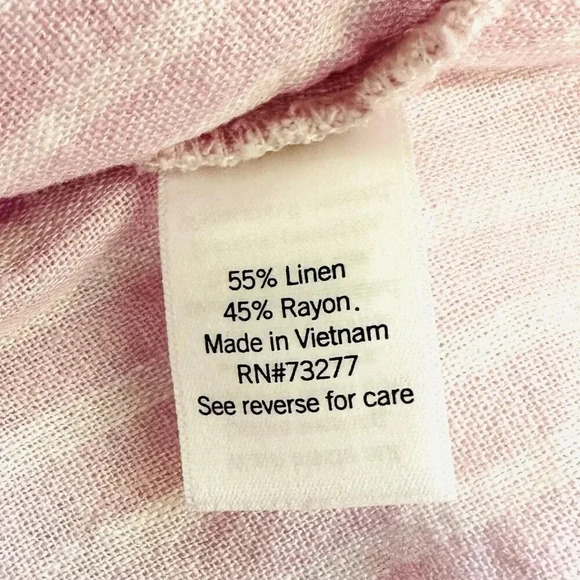 55% Linen
45% Rayon.
Made in Vietnam
RN#73277
See reverse for care